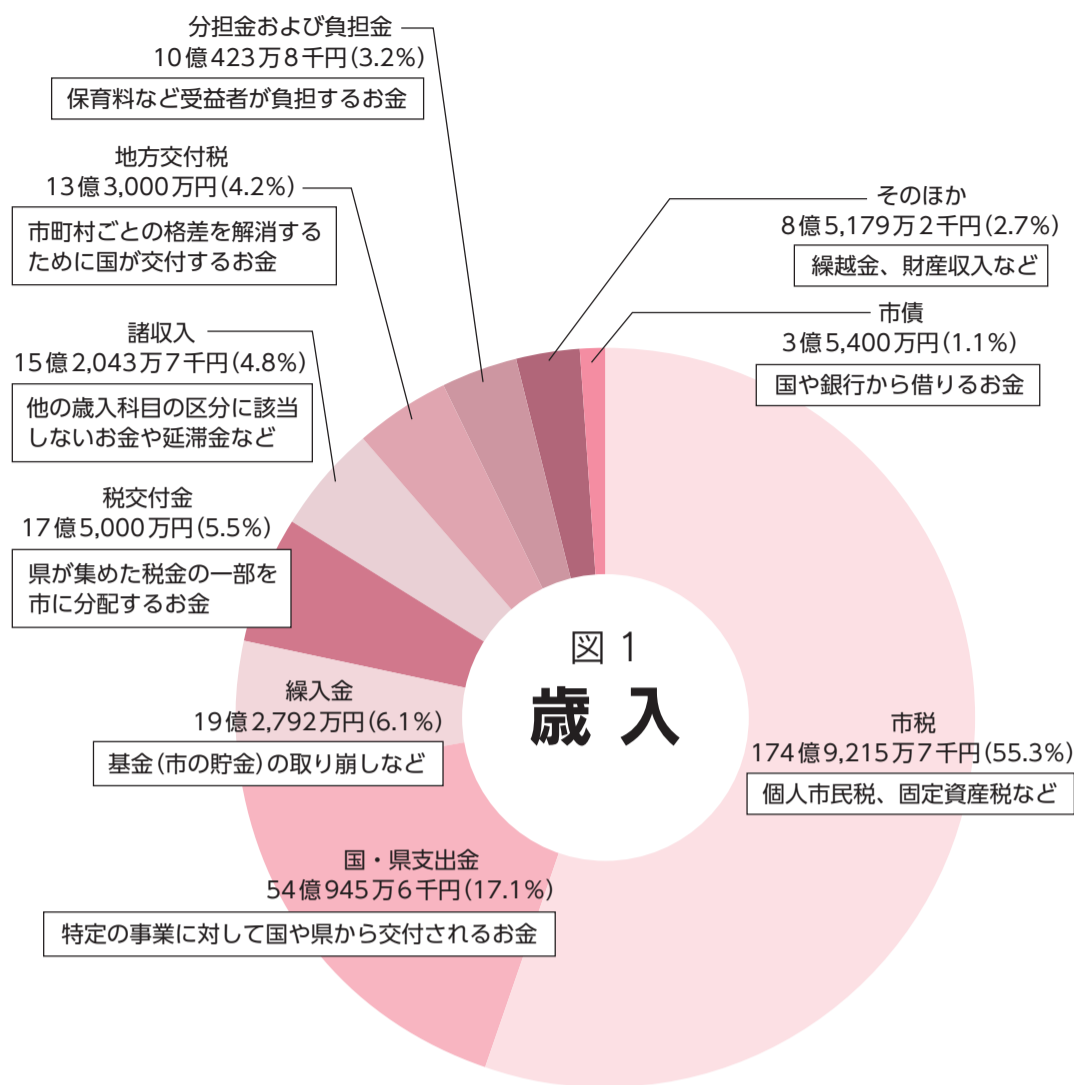 分担金および負担金
10億423万8千円(3.2%)
保育料など受益者が負担するお金
地方交付税
13億3,000万円(4.2%)
市町村ごとの格差を解消する
ために国が交付するお金
諸収入
15億2,043万7千円(4.8%)
他の歳入科目の区分に該当
しないお金や延滞金など
税交付金
17億5,000万円(5.5%)
県が集めた税金の一部を
市に分配するお金
繰入金
19億2,792万円(6.1%)
基金(市の貯金)の取り崩しなど
国・県支出金
54億945万6千円(17.1%)
特定の事業に対して国や県から交付されるお金
そのほか
8億5,179万2千円(2.7%)
繰越金、財産収入など
市債
3億5,400万円(1.1%)
国や銀行から借りるお金
図1
歳入
市税
174億9,215万7千円(55.3%)
個人市民税、固定資産税など